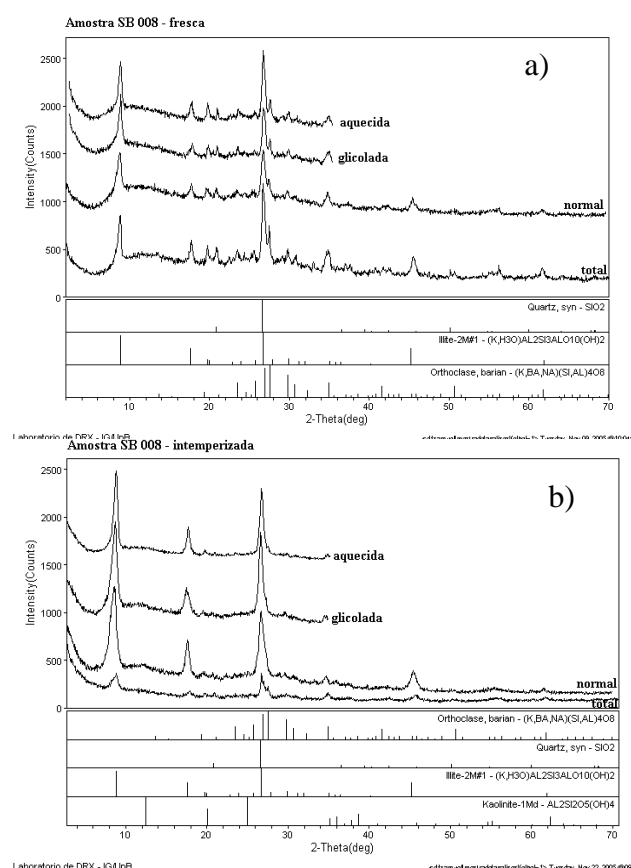 Amostra SB 008 - fresca
a)
2500
2000
1500
1000
500
0
Intensity(Counts)
aquecida
glicolada
normal
total
Quartz, syn - SIO2
Illite-2M#1 - (K,H3O)AL2SI3ALO10(OH)2
Orthoclase, barian - (K,BA,NA)(SI,AL)4O8
10 20 30 40 50 60 70
2-Theta(deg)
Laboratorio de DRX - IG/UnB
Amostra SB 008 - intemperizada
b)
2500
2000
1500
1000
500
0
Intensity(Counts)
aquecida
glicolada
normal
total
Orthoclase, barian - (K,BA,NA)(SI,AL)4O8
Quartz, syn - SIO2
Illite-2M#1 - (K,H3O)AL2SI3ALO10(OH)2
Kaolinite-1Md - AL2SI2O5(OH)4
10 20 30 40 50 60 70
2-Theta(deg)
Laboratorio de DRX - IG/UnB